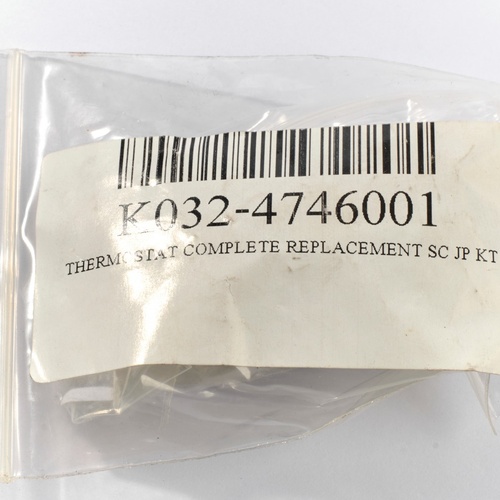 K032-4746001
THERMOSTAT COMPLETE REPLACEMENT SC JP KT